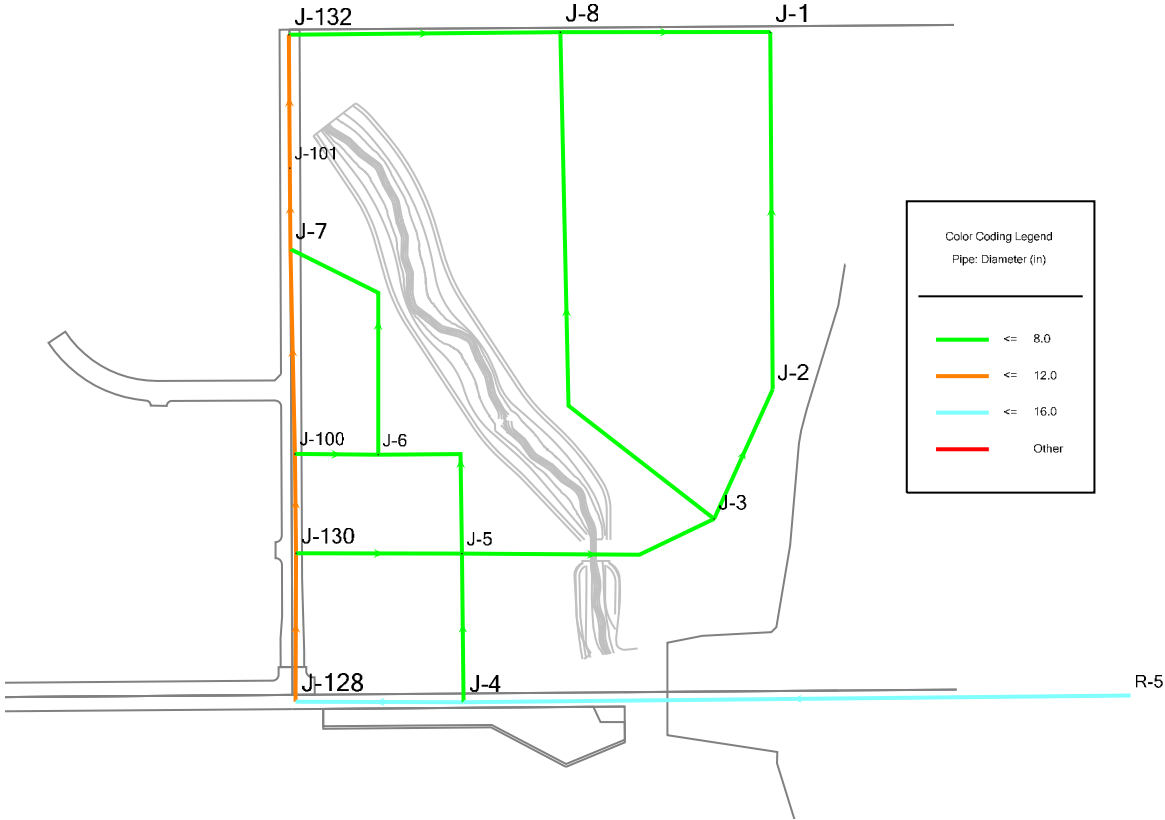 J-132
J-8
J-1
J-101
J-7
Color Coding Legend
Pipe: Diameter (in)
<= 8.0
<= 12.0
<= 16.0
Other
J-2
J-100
J-6
J-3
J-130
J-5
J-128
J-4
R-5